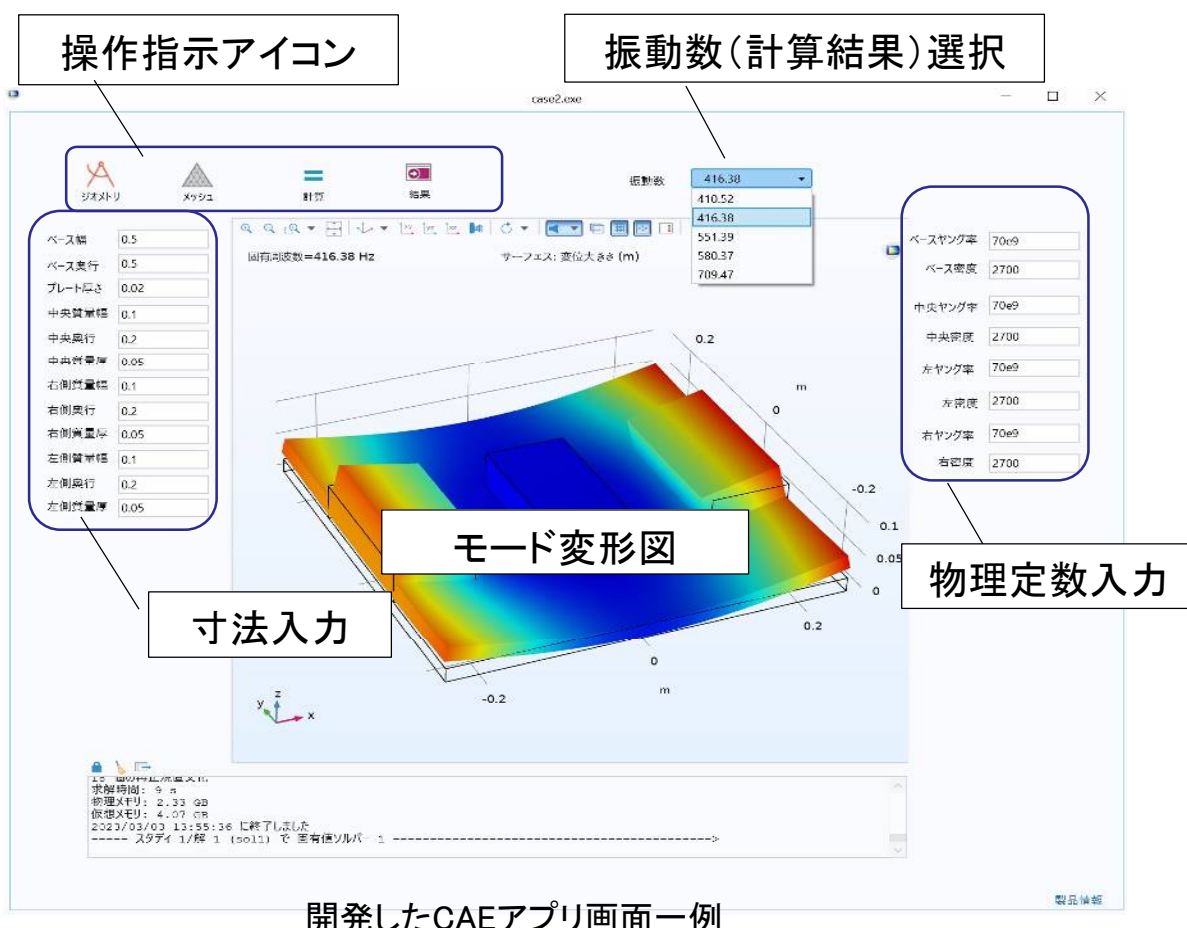 操作指示アイコン
振動数(計算結果)選択
case2.exe
ジオメトリ
メッシュ
計算
結果
振動数
416.38
410.52
416.38
551.39
580.37
709.47
ベース幅 0.5
ベース奥行 0.5
プレート厚さ 0.02
中央質量幅 0.1
中央奥行 0.2
中央質量厚 0.05
右側質量幅 0.1
右側奥行 0.2
右側質量厚 0.05
左側質量幅 0.1
左側奥行 0.2
左側質量厚 0.05
固有周波数=416.38 Hz
サーフェス: 変位大きさ (m)
ベースヤング率 70e9
ベース密度 2700
中央ヤング率 70e9
中央密度 2700
左ヤング率 70e9
左密度 2700
右ヤング率 70e9
右密度 2700
0.2
m
0
-0.2
0.1
0.05
0
0.2
0
m
-0.2
z
y
x
モード変形図
寸法入力
物理定数入力
求解時間: 9 s
物理メモリ: 2.33 GB
仮想メモリ: 4.07 GB
2023/03/03 13:55:36 に終了しました
----- スタディ 1/解 1 (sol1) で 固有値ソルバー 1 -------------------------------------------->
製品情報
開発したCAEアプリ画面一例